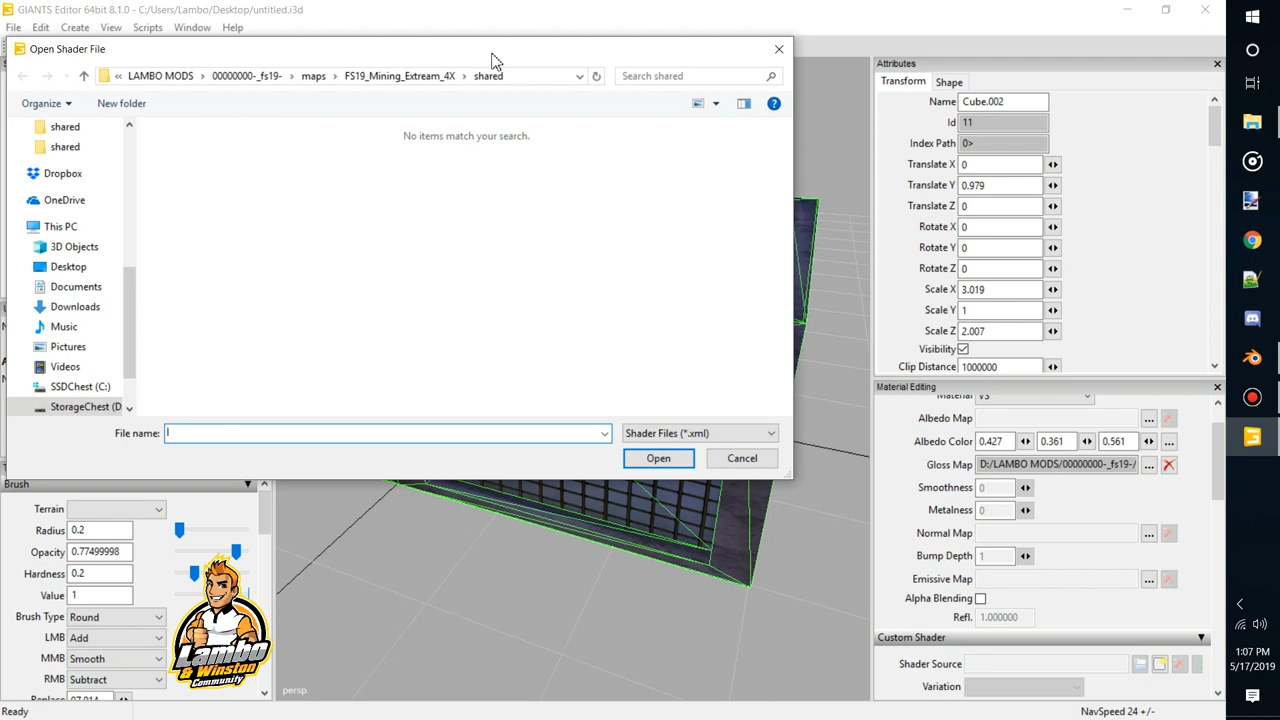 GIANTS Editor 64bit 8.1.0 - C:/Users/Lambo/Desktop/untitled.i3d
File Edit Create View Scripts Window Help
Open Shader File
« LAMBO MODS › 00000000-_fs19- › maps › FS19_Mining_Extream_4X › shared
Search shared
Organize New folder
No items match your search.
shared
shared
Dropbox
OneDrive
This PC
3D Objects
Desktop
Documents
Downloads
Music
Pictures
Videos
SSDChest (C:)
StorageChest (D
File name: l
Shader Files (*.xml)
Open Cancel
Attributes
Transform Shape
Name Cube.002
Id 11
Index Path 0>
Translate X 0
Translate Y 0.979
Translate Z 0
Rotate X 0
Rotate Y 0
Rotate Z 0
Scale X 3.019
Scale Y 1
Scale Z 2.007
Visibility
Clip Distance 1000000
Material Editing
Material V3
Albedo Map ...
Albedo Color 0.427 0.361 0.561 ...
Gloss Map D:/LAMBO MODS/00000000-_fs19-/ ...
Smoothness 0
Metalness 0
Normal Map ...
Bump Depth 1
Emissive Map ...
Alpha Blending
Refl. 1.000000
Custom Shader
Shader Source
Variation
Brush
Terrain
Radius 0.2
Opacity 0.77499998
Hardness 0.2
Value 1
Brush Type Round
LMB Add
MMB Smooth
RMB Subtract
Replace 97.014
Lambo
& Winston
Community
persp
Ready
NavSpeed 24 +/-
1:07 PM
5/17/2019